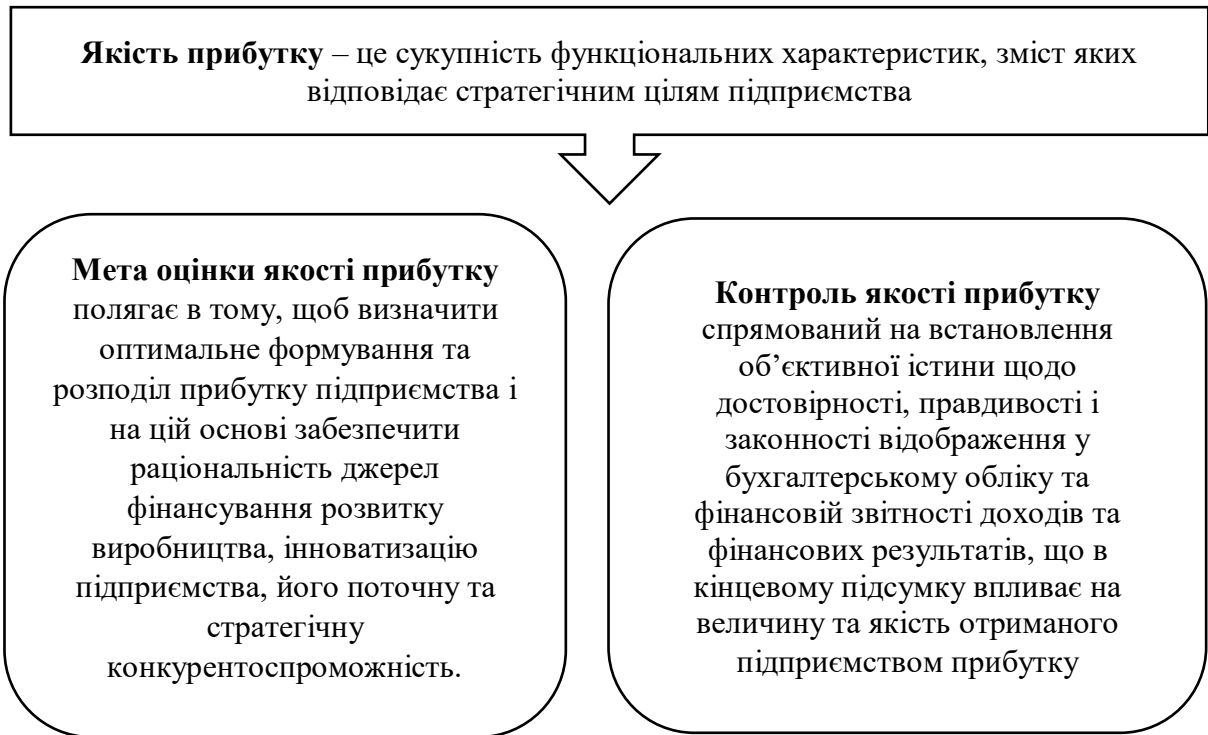 Якість прибутку – це сукупність функціональних характеристик, зміст яких
відповідає стратегічним цілям підприємства
Мета оцінки якості прибутку
полягає в тому, щоб визначити
оптимальне формування та
розподіл прибутку підприємства і
на цій основі забезпечити
раціональність джерел
фінансування розвитку
виробництва, інноватизацію
підприємства, його поточну та
стратегічну
конкурентоспроможність.
Контроль якості прибутку
спрямований на встановлення
об’єктивної істини щодо
достовірності, правдивості і
законності відображення у
бухгалтерському обліку та
фінансовій звітності доходів та
фінансових результатів, що в
кінцевому підсумку впливає на
величину та якість отриманого
підприємством прибутку